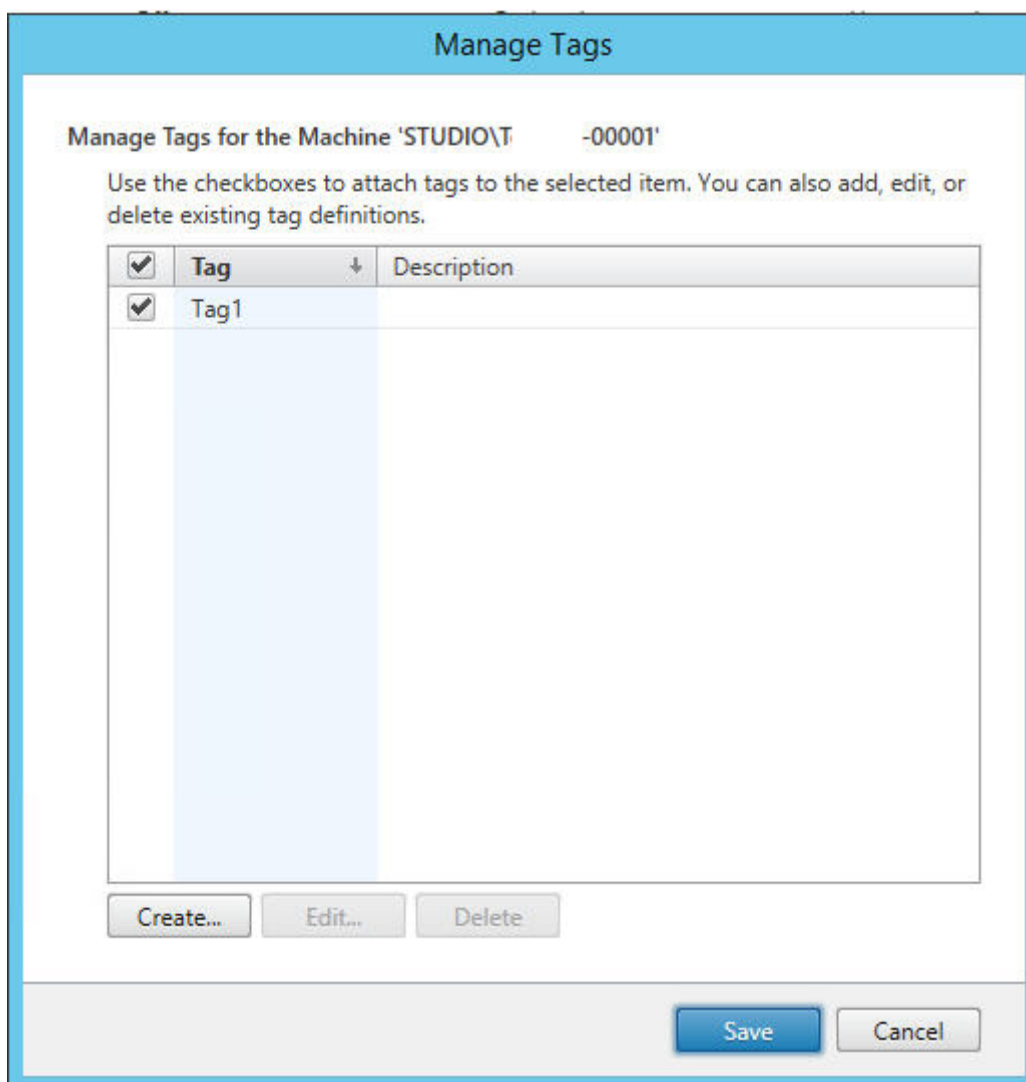 Manage Tags
Manage Tags for the Machine 'STUDIO\T -00001'
Use the checkboxes to attach tags to the selected item. You can also add, edit, or
delete existing tag definitions.
Tag Description
Tag1
Create... Edit... Delete
Save Cancel